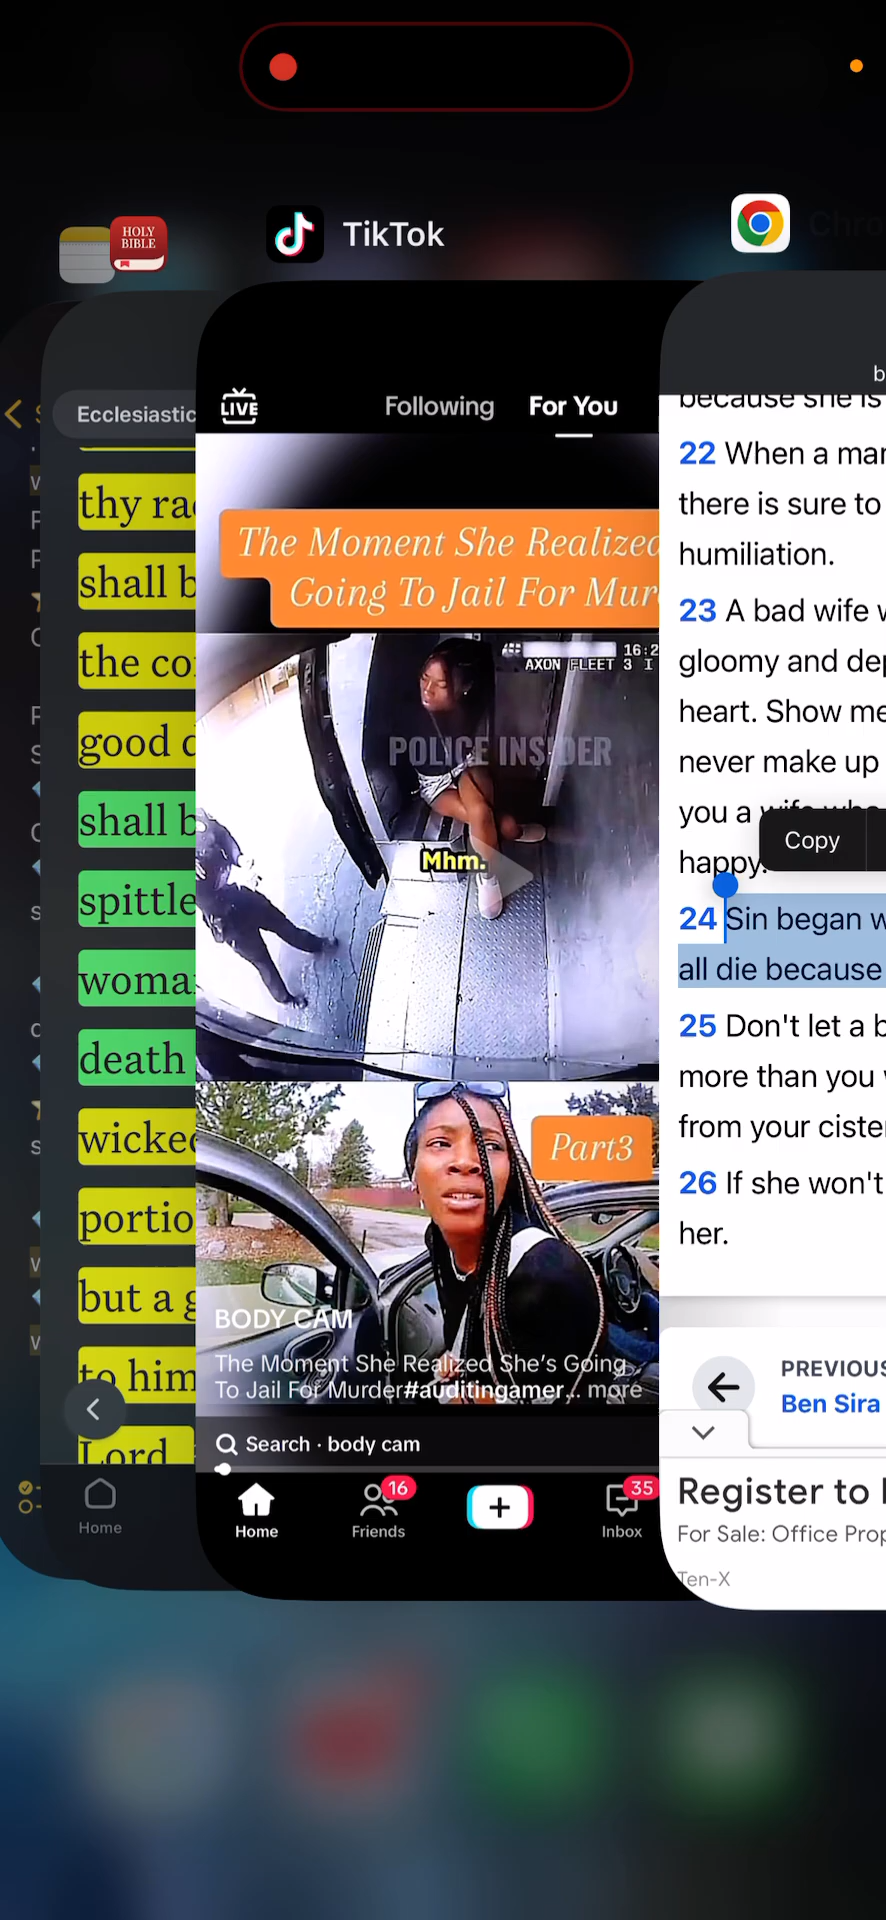 HOLY
BIBLE
TikTok
Ecclesiastic
thy
shall b
the
good
shall b
spittle
death
but a g
to him
Lord
Home
LIVE
Following
For You
The Moment She Realized
Going To Jail For Mur
16:2
AXON FLEET 3
POLICE INSIDER
Mhm.
Part3
BODY CAM
The Moment She Realized She's Going
To Jail For Murder#auditingamer... more
Search · body cam
Home
16
Friends
35
Inbox
because she is
22 When a man
there is sure to
humiliation.
23 A bad wife w
gloomy and dep
heart. Show me
never make up
you a wife who
happy.
Copy
24 Sin began w
all die because
25 Don't let a b
more than you
from your ciste
26 If she won't
her.
PREVIOUS
Ben Sira
Register to
For Sale: Office Prop
Ten-X